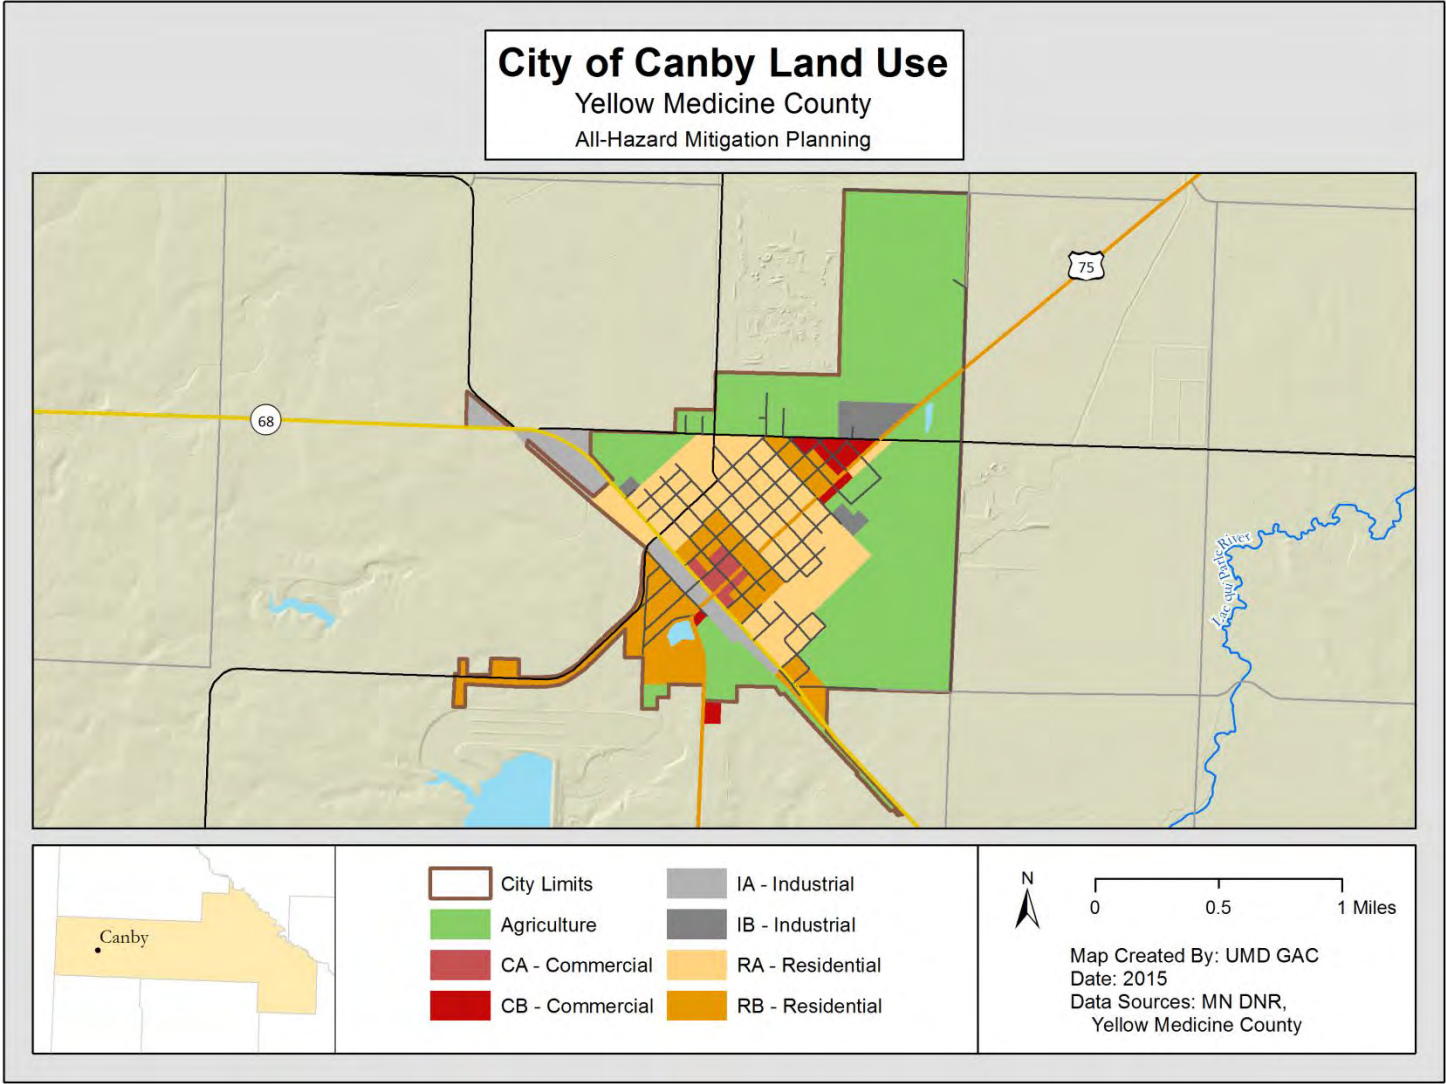 City of Canby Land Use
Yellow Medicine County
All-Hazard Mitigation Planning
75
68
Lac qui Parle River
Canby
City Limits
Agriculture
CA - Commercial
CB - Commercial
IA - Industrial
IB - Industrial
RA - Residential
RB - Residential
N
0 0.5 1 Miles
Map Created By: UMD GAC
Date: 2015
Data Sources: MN DNR,
Yellow Medicine County